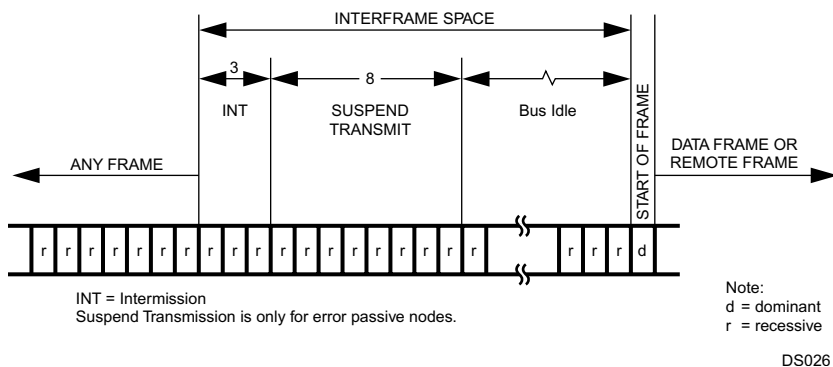 INTERFRAME SPACE
3
8
INT
SUSPEND
TRANSMIT
Bus Idle
START OF FRAME
ANY FRAME
DATA FRAME OR
REMOTE FRAME
r r r r r r r r r r r r r r r r r r r r r r d
INT = Intermission
Suspend Transmission is only for error passive nodes.
Note:
d = dominant
r = recessive
DS026